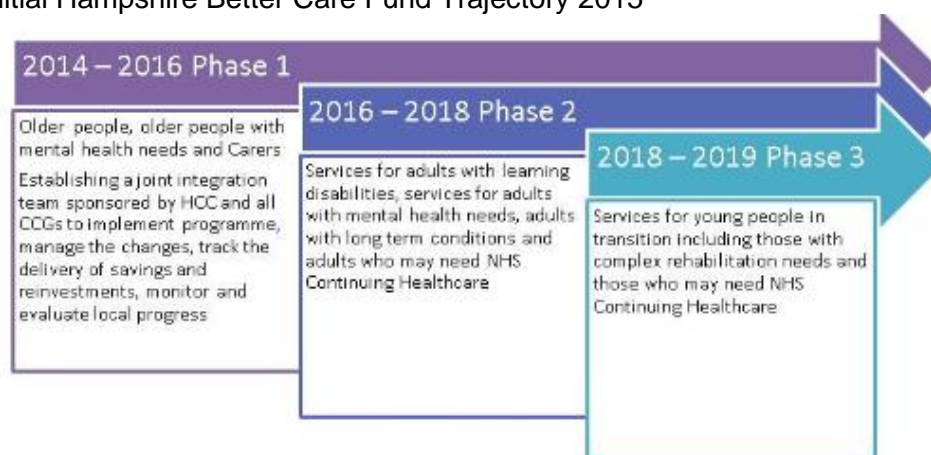 Hampshire Better Care Fund Trajectory 2015
2014 – 2016 Phase 1
Older people, older people with
mental health needs and Carers
Establishing a joint integration
team sponsored by HCC and all
CCGs to implement programme,
manage the changes, track the
delivery of savings and
reinvestments, monitor and
evaluate local progress
2016 – 2018 Phase 2
Services for adults with learning
disabilities, services for adults
with mental health needs, adults
with long term conditions and
adults who may need NHS
Continuing Healthcare
2018 – 2019 Phase 3
Services for young people in
transition including those with
complex rehabilitation needs and
those who may need NHS
Continuing Healthcare